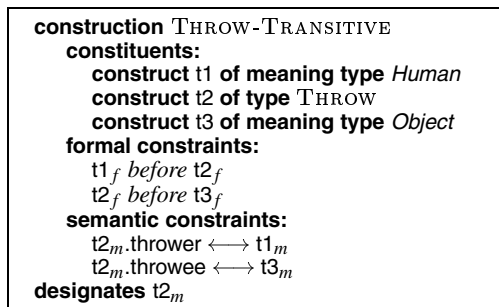 construction THROW-TRANSITIVE
constituents:
construct t1 of meaning type Human
construct t2 of type THROW
construct t3 of meaning type Object
formal constraints:
t1f before t2f
t2f before t3f
semantic constraints:
t2m.thrower ⟷ t1m
t2m.throwee ⟷ t3m
designates t2m